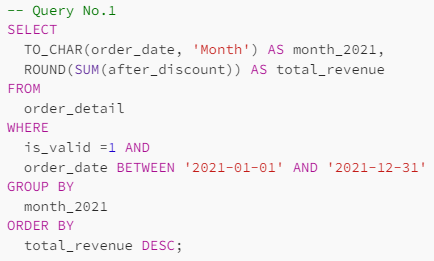 -- Query No.1
SELECT
  TO_CHAR(order_date, 'Month') AS month_2021,
  ROUND(SUM(after_discount)) AS total_revenue
FROM
  order_detail
WHERE
  is_valid =1 AND
  order_date BETWEEN '2021-01-01' AND '2021-12-31'
GROUP BY
  month_2021
ORDER BY
  total_revenue DESC;